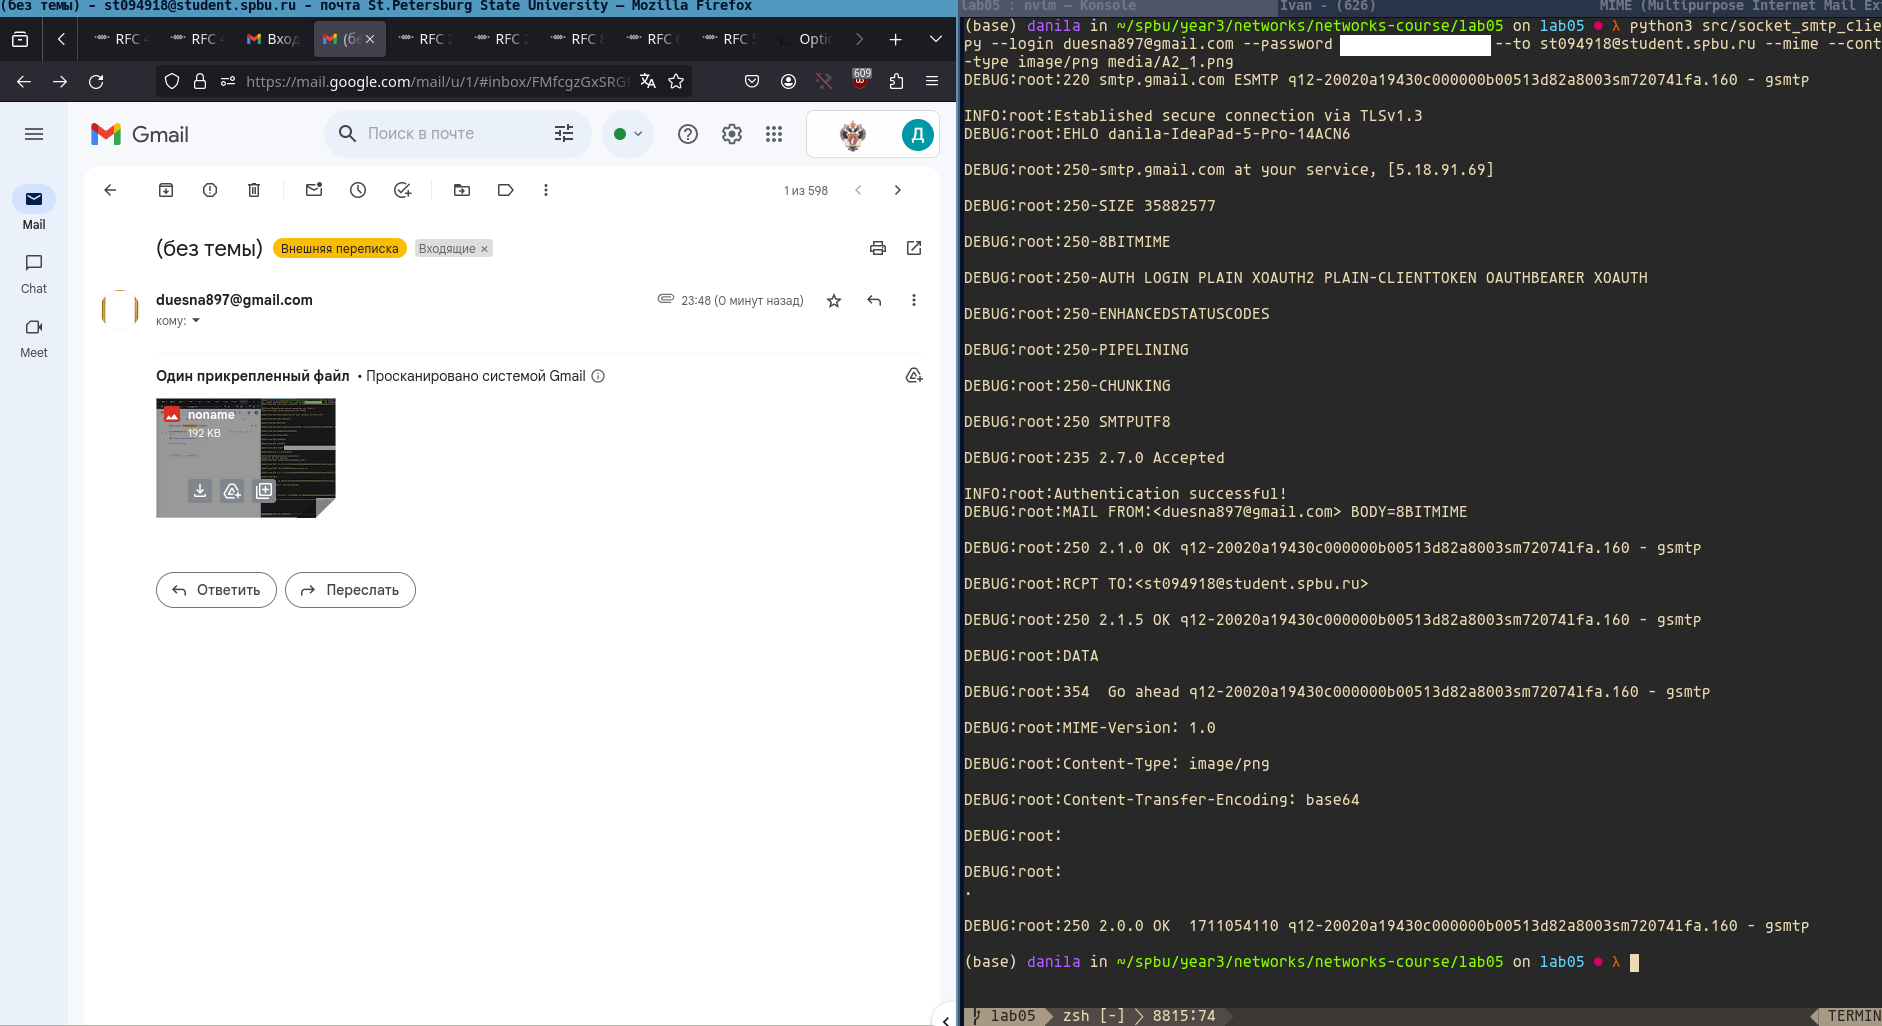 (без темы) - st094918@student.spbu.ru - почта St.Petersburg State University — Mozilla Firefox
RFC 4
RFC 4
Вход
(бе
RFC 2
RFC 2
RFC 8
RFC 6
RFC 5
Optic
https://mail.google.com/mail/u/1/#inbox/FMfcgzGxSRGf
609
Gmail
Поиск в почте
Д
Mail
Chat
Meet
1 из 598
(без темы) Внешняя переписка Входящие ×
duesna897@gmail.com
23:48 (0 минут назад)
кому:
Один прикрепленный файл • Просканировано системой Gmail
noname
192 KB
Ответить
Переслать
lab05 : nvim — Konsole
Ivan - (626)
MIME (Multipurpose Internet Mail Ex
(base) danila in ~/spbu/year3/networks/networks-course/lab05 on lab05 ● λ python3 src/socket_smtp_clie
py --login duesna897@gmail.com --password --to st094918@student.spbu.ru --mime --cont
-type image/png media/A2_1.png
DEBUG:root:220 smtp.gmail.com ESMTP q12-20020a19430c000000b00513d82a8003sm720741lfa.160 - gsmtp
INFO:root:Established secure connection via TLSv1.3
DEBUG:root:EHLO danila-IdeaPad-5-Pro-14ACN6
DEBUG:root:250-smtp.gmail.com at your service, [5.18.91.69]
DEBUG:root:250-SIZE 35882577
DEBUG:root:250-8BITMIME
DEBUG:root:250-AUTH LOGIN PLAIN XOAUTH2 PLAIN-CLIENTTOKEN OAUTHBEARER XOAUTH
DEBUG:root:250-ENHANCEDSTATUSCODES
DEBUG:root:250-PIPELINING
DEBUG:root:250-CHUNKING
DEBUG:root:250 SMTPUTF8
DEBUG:root:235 2.7.0 Accepted
INFO:root:Authentication successful!
DEBUG:root:MAIL FROM:<duesna897@gmail.com> BODY=8BITMIME
DEBUG:root:250 2.1.0 OK q12-20020a19430c000000b00513d82a8003sm720741lfa.160 - gsmtp
DEBUG:root:RCPT TO:<st094918@student.spbu.ru>
DEBUG:root:250 2.1.5 OK q12-20020a19430c000000b00513d82a8003sm720741lfa.160 - gsmtp
DEBUG:root:DATA
DEBUG:root:354  Go ahead q12-20020a19430c000000b00513d82a8003sm720741lfa.160 - gsmtp
DEBUG:root:MIME-Version: 1.0
DEBUG:root:Content-Type: image/png
DEBUG:root:Content-Transfer-Encoding: base64
DEBUG:root:
DEBUG:root:
.
DEBUG:root:250 2.0.0 OK  1711054110 q12-20020a19430c000000b00513d82a8003sm720741lfa.160 - gsmtp
(base) danila in ~/spbu/year3/networks/networks-course/lab05 on lab05 ● λ
lab05 zsh [-] 8815:74
TERMIN